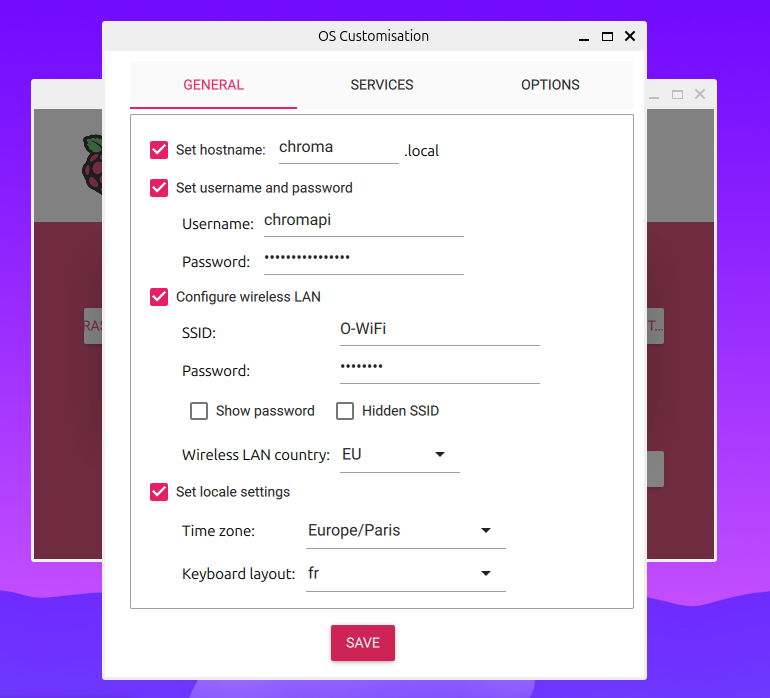 OS Customisation
GENERAL SERVICES OPTIONS
Set hostname: chroma .local
Set username and password
Username: chromapi
Password: ••••••••••••••••
Configure wireless LAN
SSID: O-WiFi
Password: ••••••••
Show password Hidden SSID
Wireless LAN country: EU
Set locale settings
Time zone: Europe/Paris
Keyboard layout: fr
SAVE